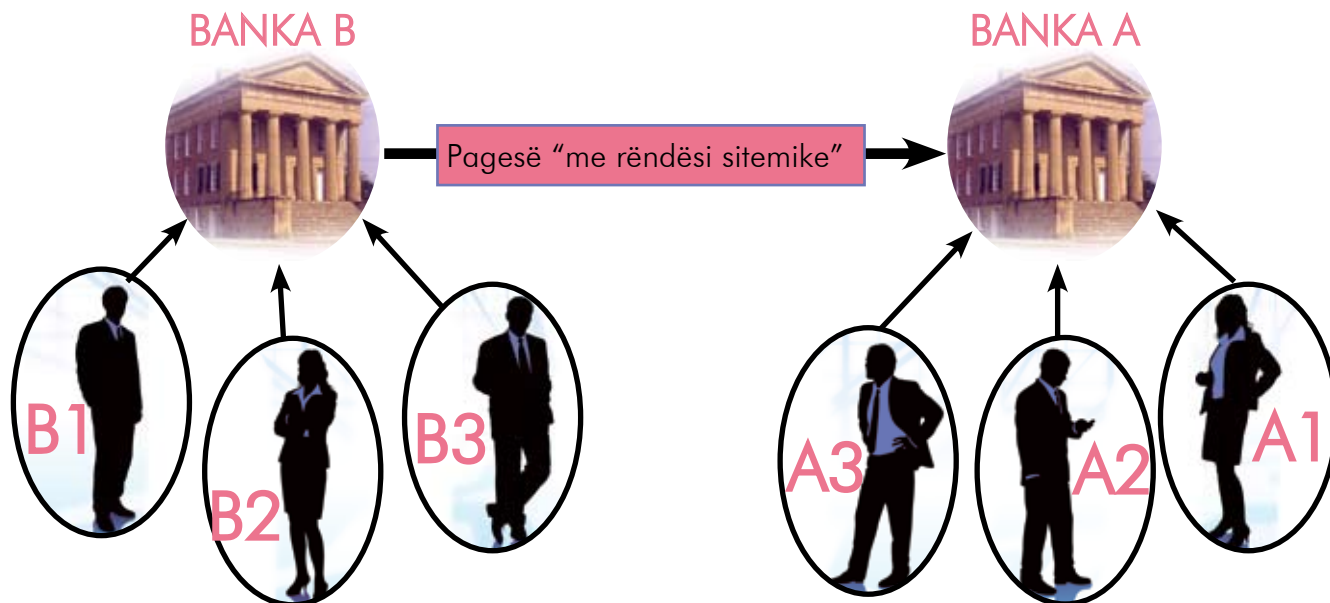 BANKA B
BANKA A
Pagesë “me rëndësi sitemike”
B1
B2
B3
A3
A2
A1